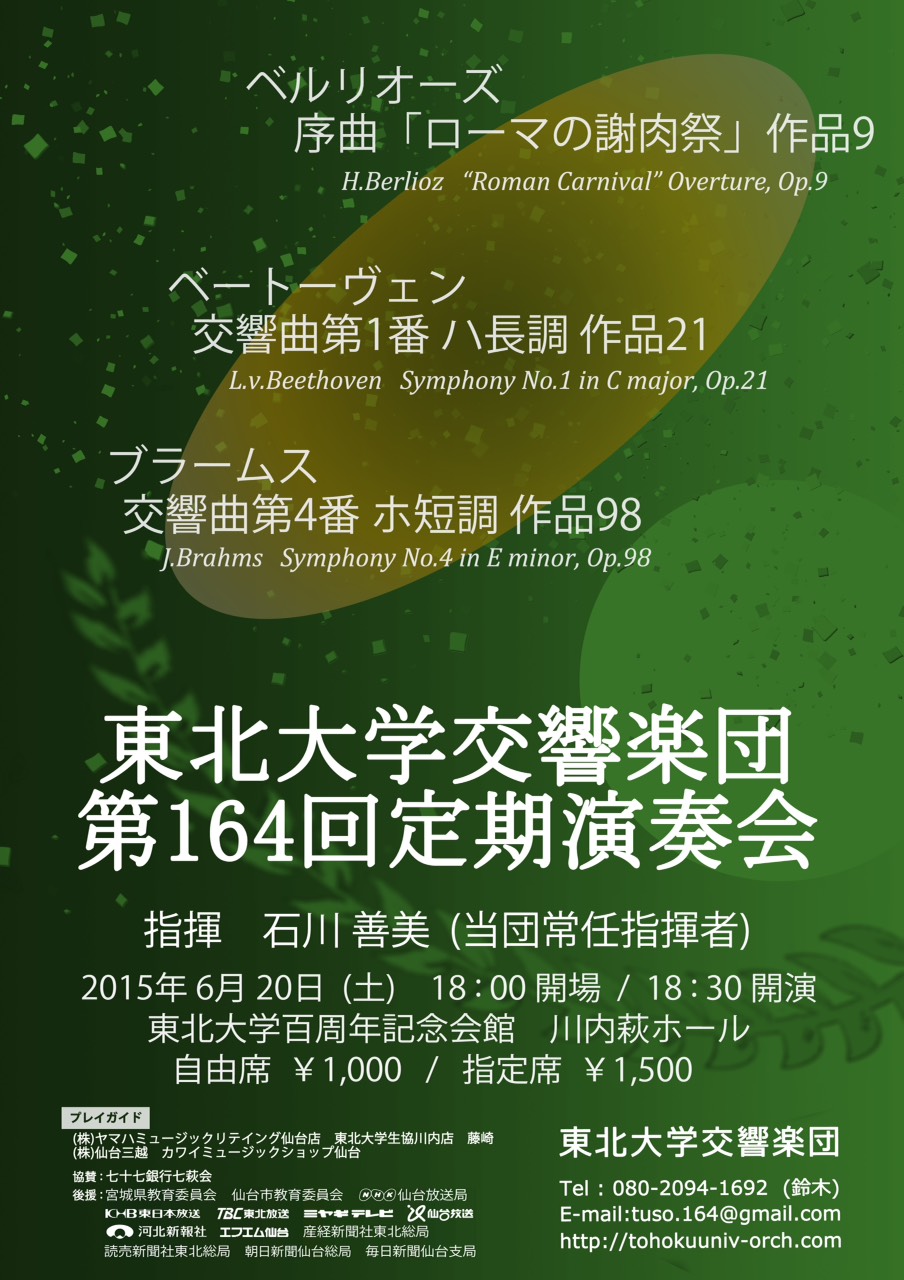 ベルリオーズ
序曲「ローマの謝肉祭」作品9
H.Berlioz “Roman Carnival” Overture, Op.9
ベートーヴェン
交響曲第1番 ハ長調 作品21
L.v.Beethoven Symphony No.1 in C major, Op.21
ブラームス
交響曲第4番 ホ短調 作品98
J.Brahms Symphony No.4 in E minor, Op.98
東北大学交響楽団
第164回定期演奏会
指揮　石川 善美 (当団常任指揮者)
2015年 6月 20日 (土)　18：00 開場 / 18：30 開演
東北大学百周年記念会館　川内萩ホール
自由席 ￥1,000 / 指定席 ￥1,500
プレイガイド
(株)ヤマハミュージックリテイング仙台店　東北大学生協川内店　藤崎
(株)仙台三越　カワイミュージックショップ仙台
協賛：七十七銀行七萩会
後援：宮城県教育委員会　仙台市教育委員会　NHK仙台放送局
KHB東日本放送　TBC東北放送　ミヤギテレビ　仙台放送
河北新報社　エフエム仙台　産経新聞社東北総局
読売新聞社東北総局　朝日新聞仙台総局　毎日新聞仙台支局
東北大学交響楽団
Tel : 080-2094-1692 (鈴木)
E-mail:tuso.164@gmail.com
http://tohokuuniv-orch.com